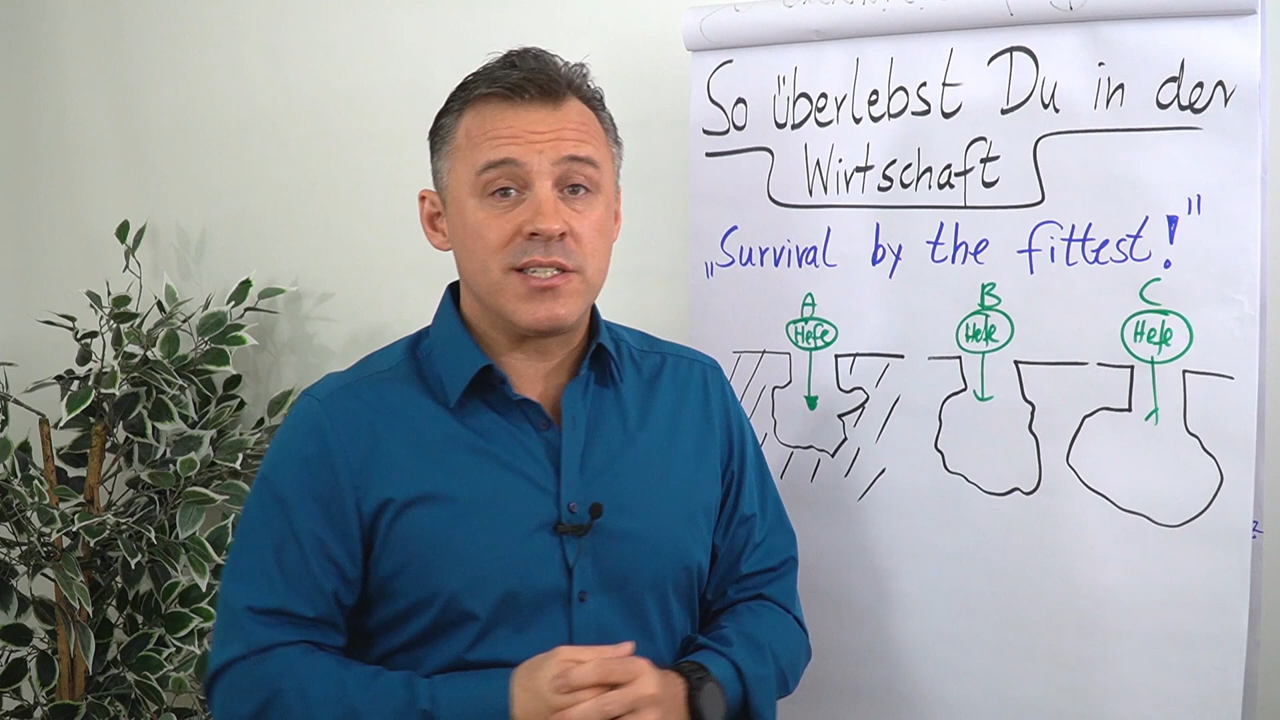 So überlebst Du in der
Wirtschaft
„Survival by the fittest!"
A B C
Hefe Hefe Hefe